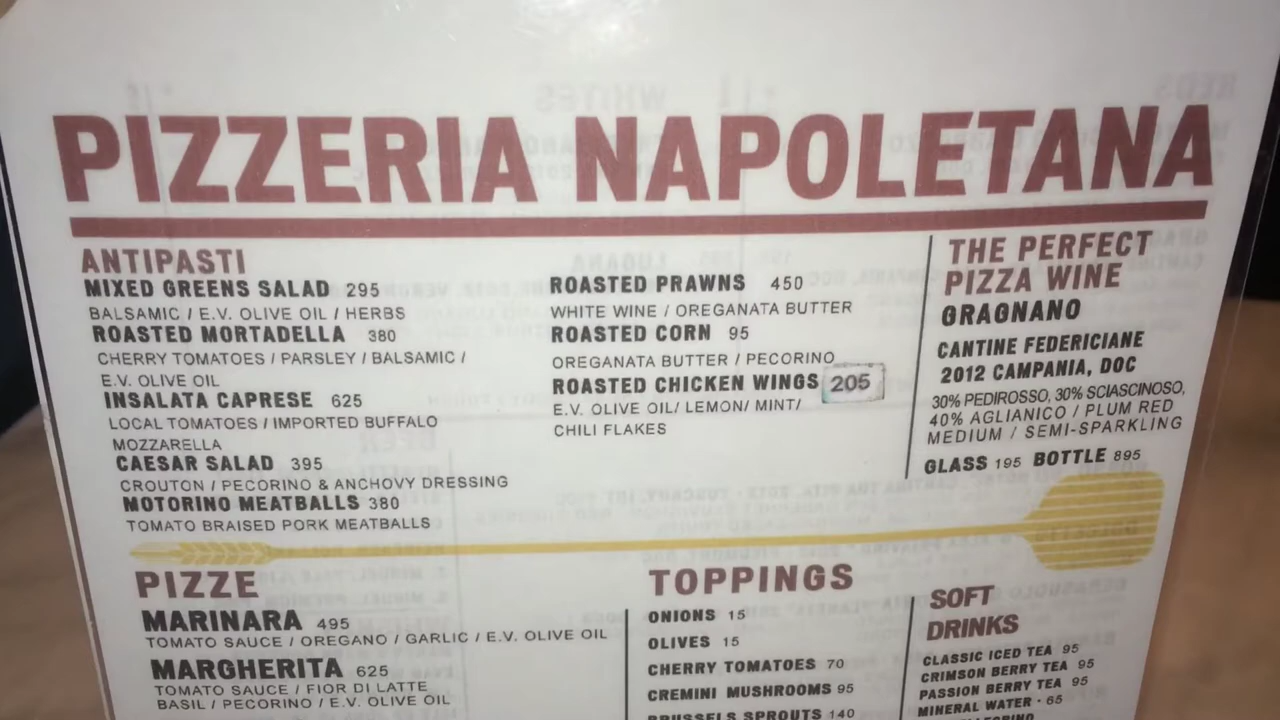 PIZZERIA NAPOLETANA
ANTIPASTI
MIXED GREENS SALAD 295
BALSAMIC / E.V. OLIVE OIL / HERBS
ROASTED MORTADELLA 380
CHERRY TOMATOES / PARSLEY / BALSAMIC /
E.V. OLIVE OIL
INSALATA CAPRESE 625
LOCAL TOMATOES / IMPORTED BUFFALO
MOZZARELLA
CAESAR SALAD 395
CROUTON / PECORINO & ANCHOVY DRESSING
MOTORINO MEATBALLS 380
TOMATO BRAISED PORK MEATBALLS
ROASTED PRAWNS 450
WHITE WINE / OREGANATA BUTTER
ROASTED CORN 95
OREGANATA BUTTER / PECORINO
ROASTED CHICKEN WINGS 205
E.V. OLIVE OIL/ LEMON/ MINT/
CHILI FLAKES
THE PERFECT
PIZZA WINE
GRAGNANO
CANTINE FEDERICIANE
2012 CAMPANIA, DOC
30% PEDIROSSO, 30% SCIASCINOSO,
40% AGLIANICO / PLUM RED
MEDIUM / SEMI-SPARKLING
GLASS 195 BOTTLE 895
PIZZE
MARINARA 495
TOMATO SAUCE / OREGANO / GARLIC / E.V. OLIVE OIL
MARGHERITA 625
TOMATO SAUCE / FIOR DI LATTE
BASIL / PECORINO / E.V. OLIVE OIL
TOPPINGS
ONIONS 15
OLIVES 15
CHERRY TOMATOES 70
CREMINI MUSHROOMS 95
BRUSSELS SPROUTS 140
SOFT
DRINKS
CLASSIC ICED TEA 95
CRIMSON BERRY TEA 95
PASSION BERRY TEA 95
MINERAL WATER · 65